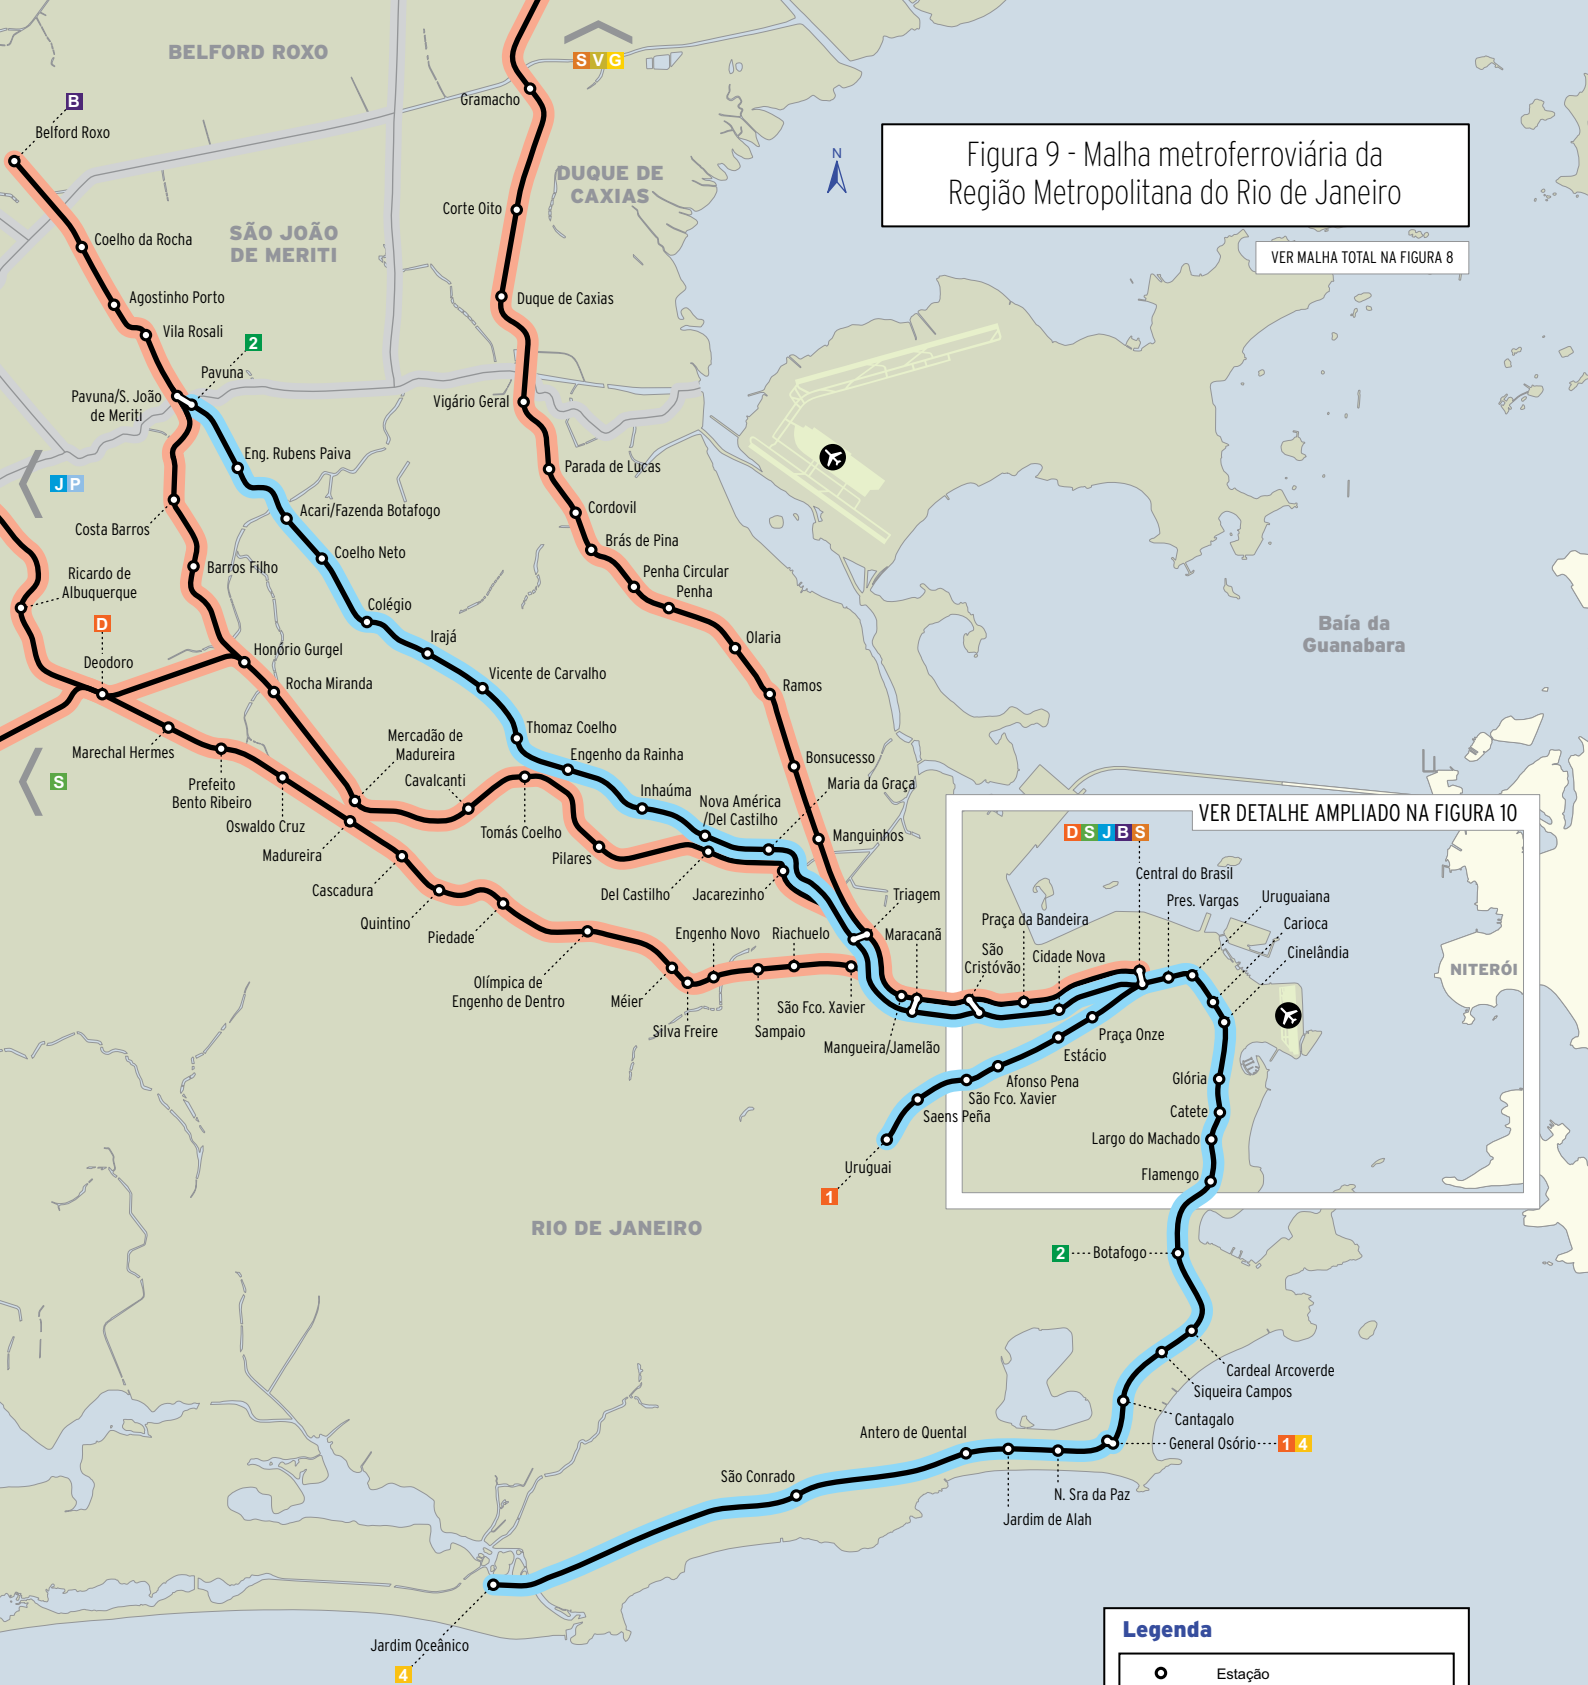 BELFORD ROXO
S V G
B
Belford Roxo
Gramacho
Figura 9 - Malha metroferroviária da
Região Metropolitana do Rio de Janeiro
N
DUQUE DE
CAXIAS
Corte Oito
Coelho da Rocha
SÃO JOÃO
DE MERITI
VER MALHA TOTAL NA FIGURA 8
Agostinho Porto
Duque de Caxias
Vila Rosali
2
Pavuna
Pavuna/S. João
de Meriti
Vigário Geral
Eng. Rubens Paiva
Parada de Lucas
J P
Acari/Fazenda Botafogo
Cordovil
Costa Barros
Coelho Neto
Brás de Pina
Barros Filho
Penha Circular
Ricardo de
Albuquerque
Penha
Colégio
D
Irajá
Olaria
Baía da
Guanabara
Honório Gurgel
Deodoro
Vicente de Carvalho
Rocha Miranda
Ramos
Thomaz Coelho
Mercadão de
Madureira
Marechal Hermes
Engenho da Rainha
Bonsucesso
S
Cavalcanti
Prefeito
Bento Ribeiro
Maria da Graça
Inhaúma
Nova América
/Del Castilho
VER DETALHE AMPLIADO NA FIGURA 10
Oswaldo Cruz
Tomás Coelho
Manguinhos
D S J B S
Madureira
Pilares
Central do Brasil
Cascadura
Del Castilho
Jacarezinho
Triagem
Pres. Vargas
Uruguaiana
Quintino
Praça da Bandeira
Carioca
Piedade
Engenho Novo
Riachuelo
Maracanã
São
Cristóvão
Cidade Nova
Cinelândia
NITERÓI
Olímpica de
Engenho de Dentro
Méier
São Fco. Xavier
Silva Freire
Sampaio
Mangueira/Jamelão
Praça Onze
Estácio
Afonso Pena
São Fco. Xavier
Saens Peña
Glória
Catete
Largo do Machado
Uruguai
Flamengo
1
RIO DE JANEIRO
2
Botafogo
Cardeal Arcoverde
Siqueira Campos
Cantagalo
Antero de Quental
General Osório
1 4
São Conrado
N. Sra da Paz
Jardim de Alah
Jardim Oceânico
4
Legenda
Estação